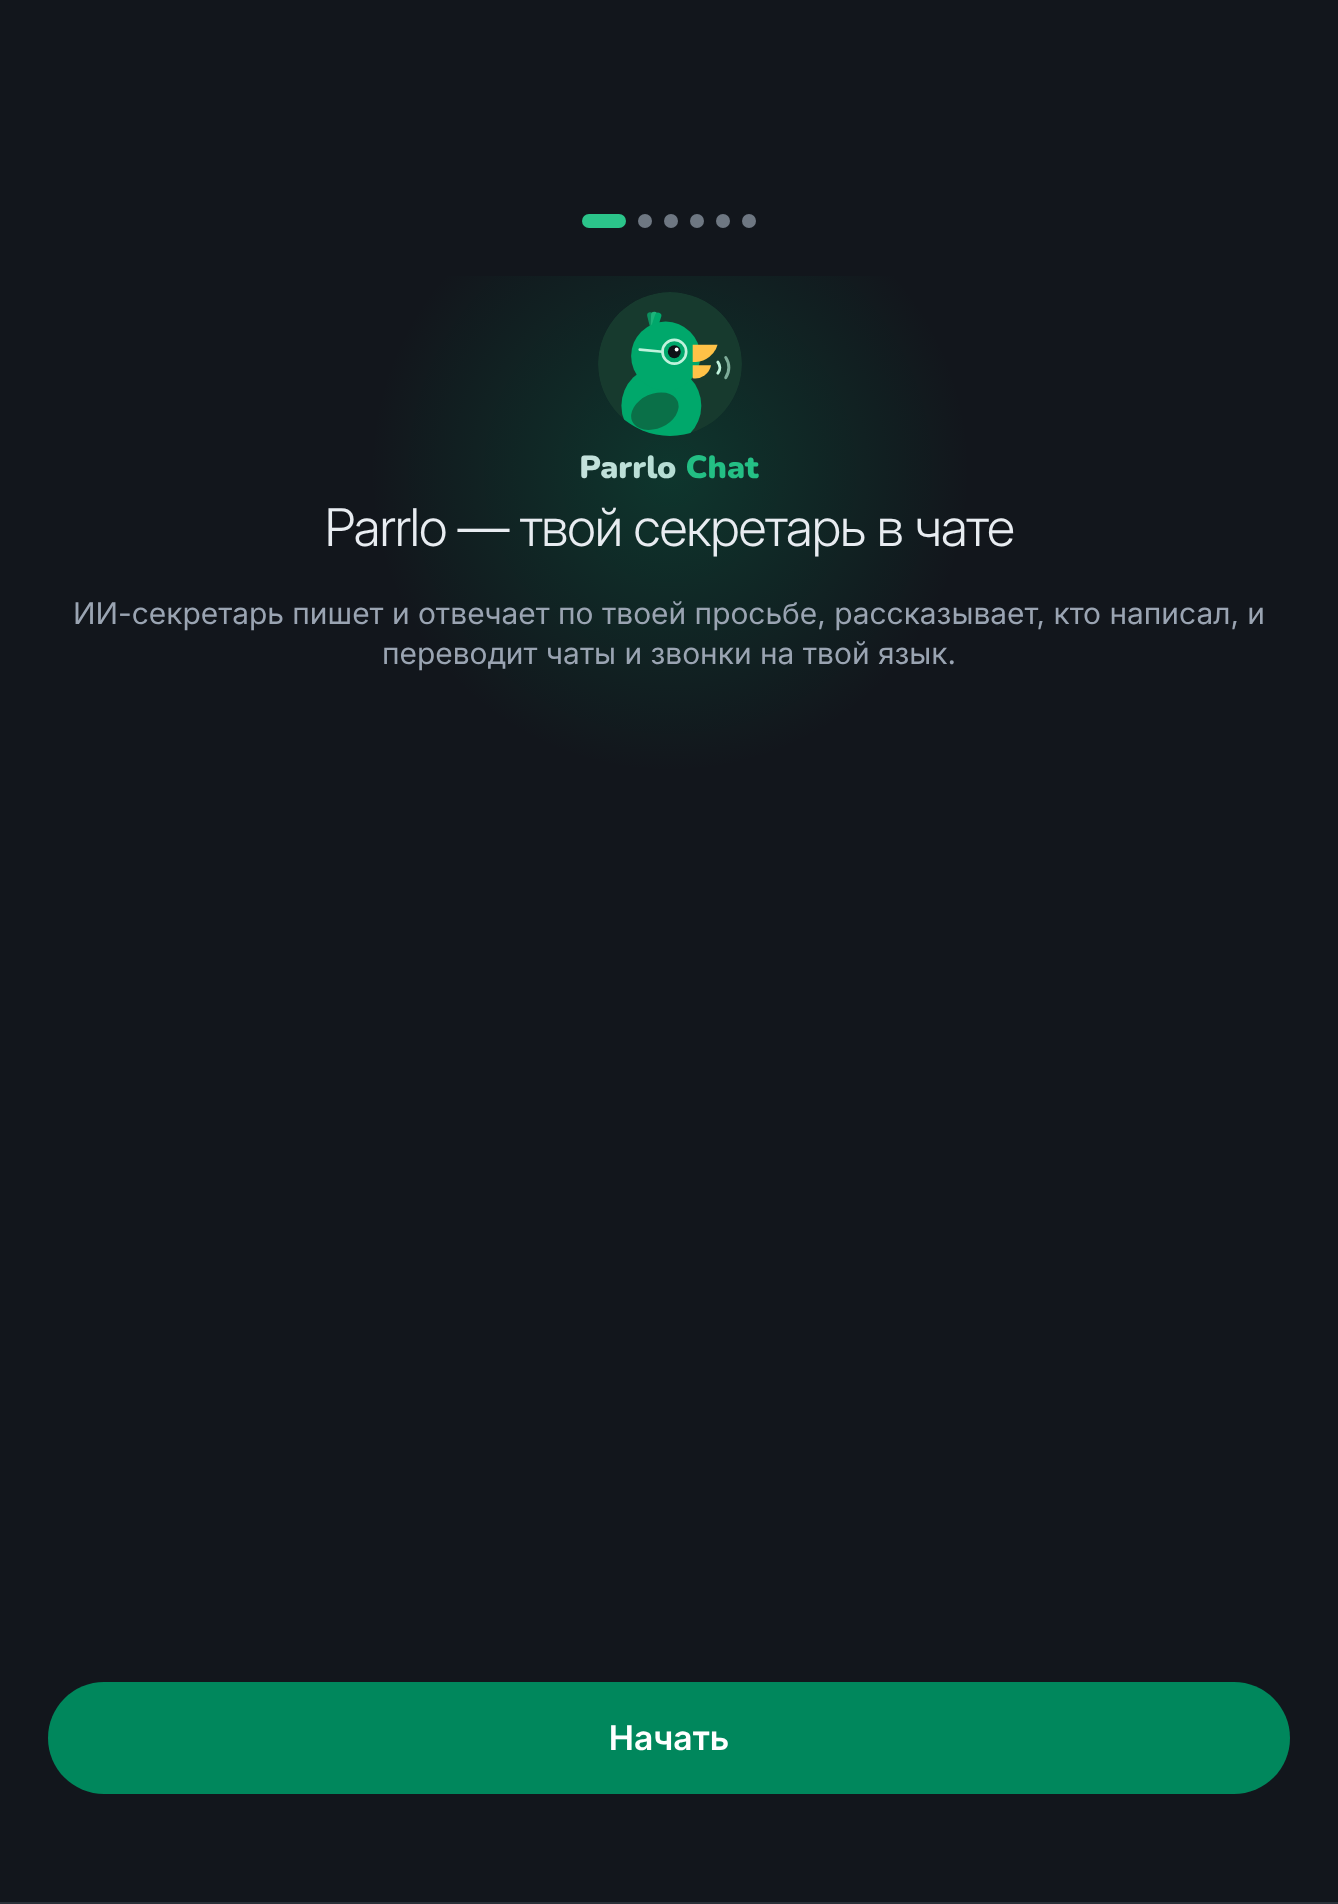 Parrlo Chat
Parrlo — твой секретарь в чате
ИИ-секретарь пишет и отвечает по твоей просьбе, рассказывает, кто написал, и
переводит чаты и звонки на твой язык.
Начать